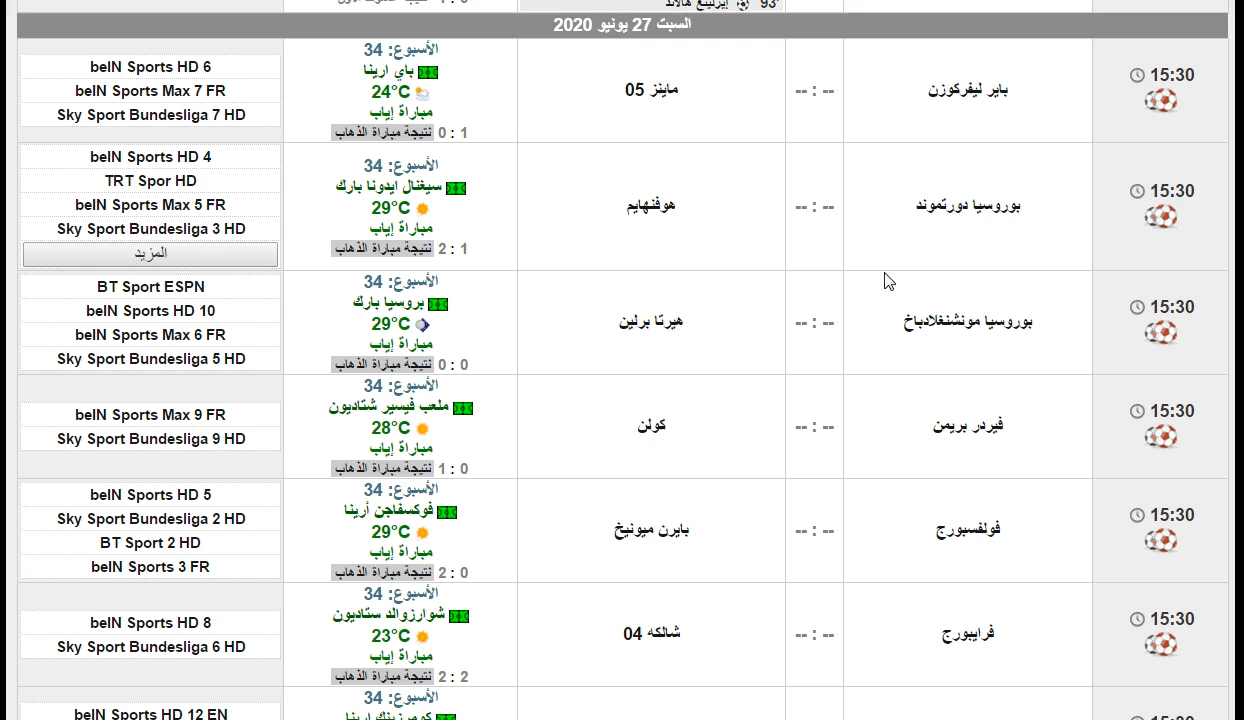 93' إيرلينغ هالاند
السبت 27 يونيو 2020
15:30
باير ليفركوزن
-- : --
ماينز 05
الأسبوع: 34
باي ارينا
24°C
مباراة إياب
نتيجة مباراة الذهاب 0 : 1
beIN Sports HD 6
beIN Sports Max 7 FR
Sky Sport Bundesliga 7 HD
15:30
بوروسيا دورتموند
-- : --
هوفنهايم
الأسبوع: 34
سيغنال ايدونا بارك
29°C
مباراة إياب
نتيجة مباراة الذهاب 2 : 1
beIN Sports HD 4
TRT Spor HD
beIN Sports Max 5 FR
Sky Sport Bundesliga 3 HD
المزيد
15:30
بوروسيا مونشنغلادباخ
-- : --
هيرتا برلين
الأسبوع: 34
بروسيا بارك
29°C
مباراة إياب
نتيجة مباراة الذهاب 0 : 0
BT Sport ESPN
beIN Sports HD 10
beIN Sports Max 6 FR
Sky Sport Bundesliga 5 HD
15:30
فيردر بريمن
-- : --
كولن
الأسبوع: 34
ملعب فيسير شتاديون
28°C
مباراة إياب
نتيجة مباراة الذهاب 1 : 0
beIN Sports Max 9 FR
Sky Sport Bundesliga 9 HD
15:30
فولفسبورج
-- : --
بايرن ميونيخ
الأسبوع: 34
فوكسفاجن أرينا
29°C
مباراة إياب
نتيجة مباراة الذهاب 2 : 0
beIN Sports HD 5
Sky Sport Bundesliga 2 HD
BT Sport 2 HD
beIN Sports 3 FR
15:30
فرايبورج
-- : --
شالكه 04
الأسبوع: 34
شوارزوالد ستاديون
23°C
مباراة إياب
نتيجة مباراة الذهاب 2 : 2
beIN Sports HD 8
Sky Sport Bundesliga 6 HD
الأسبوع: 34
كومرزبنك ارينا
beIN Sports HD 12 EN